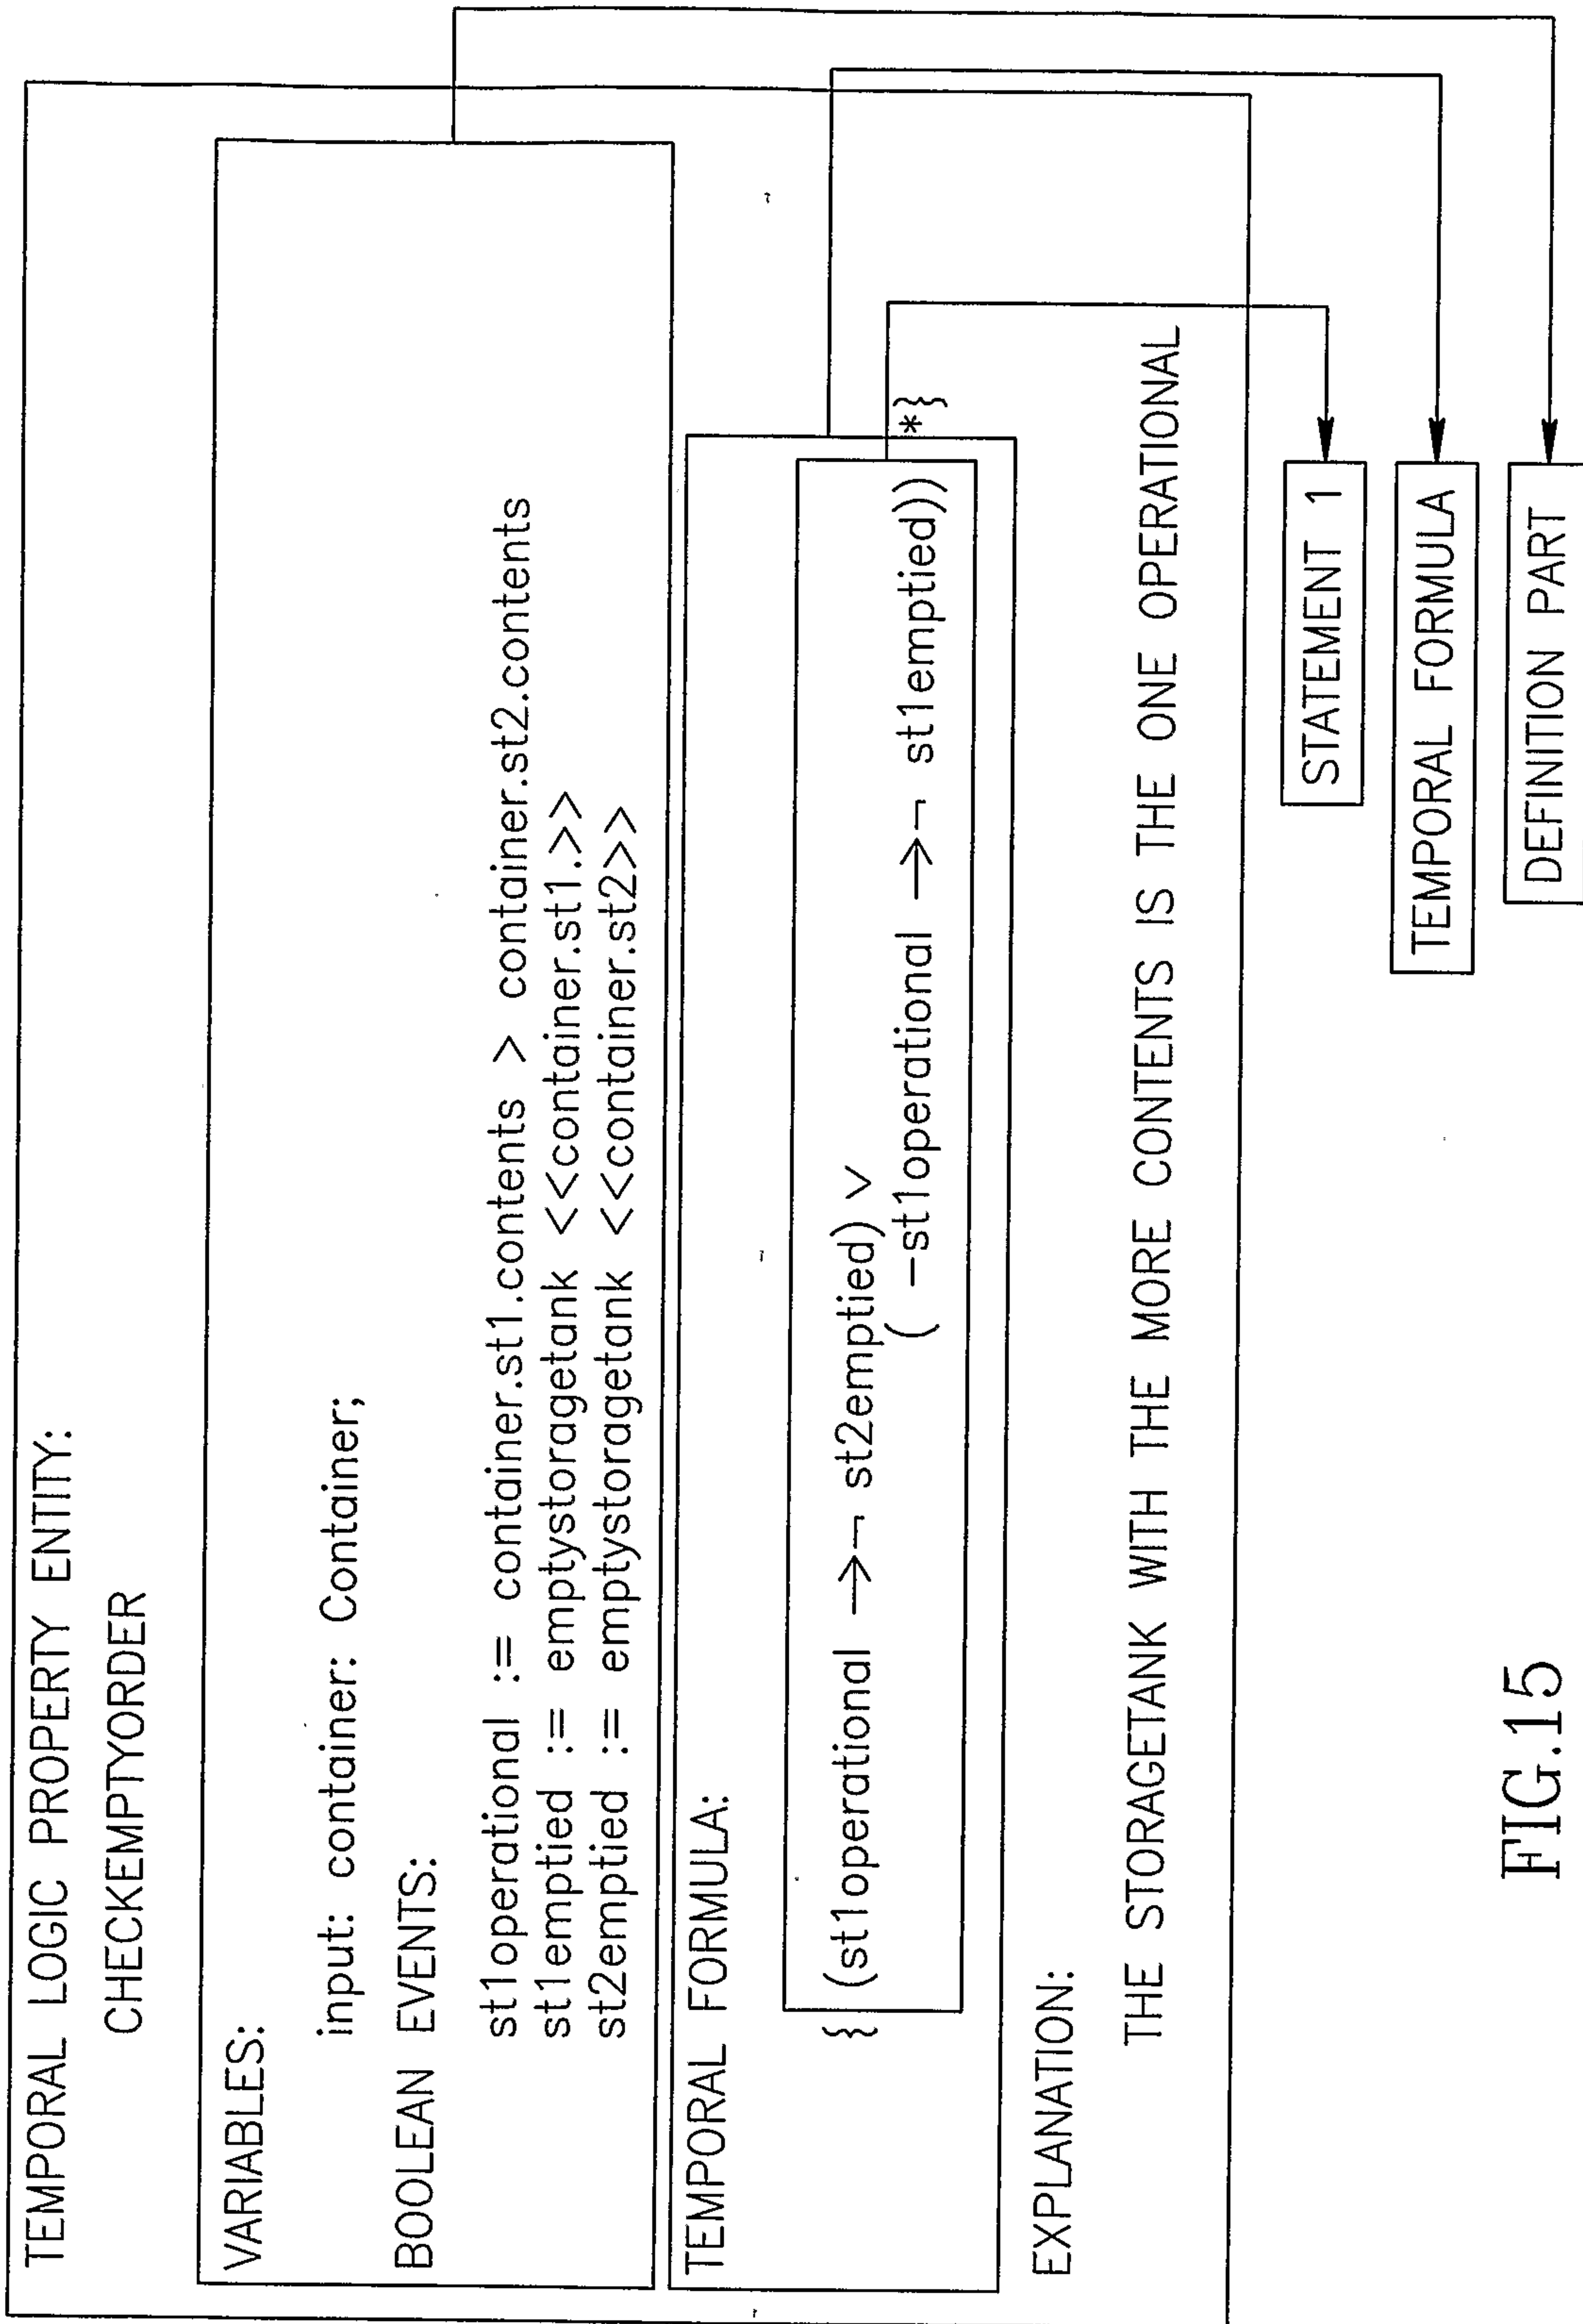 TEMPORAL LOGIC PROPERTY ENTITY:
CHECKEMPTYORDER
VARIABLES:
input: container: Container;
BOOLEAN EVENTS:
st1operational := container.st1.contents > container.st2.contents
st1emptied := emptystoragetank <<container.st1.>>
st2emptied := emptystoragetank <<container.st2>>
TEMPORAL FORMULA:
{ (st1operational →¬ st2emptied) ∨
( −st1operational →¬ st1emptied)) *}
EXPLANATION:
THE STORAGETANK WITH THE MORE CONTENTS IS THE ONE OPERATIONAL
STATEMENT 1
TEMPORAL FORMULA
DEFINITION PART
FIG.15